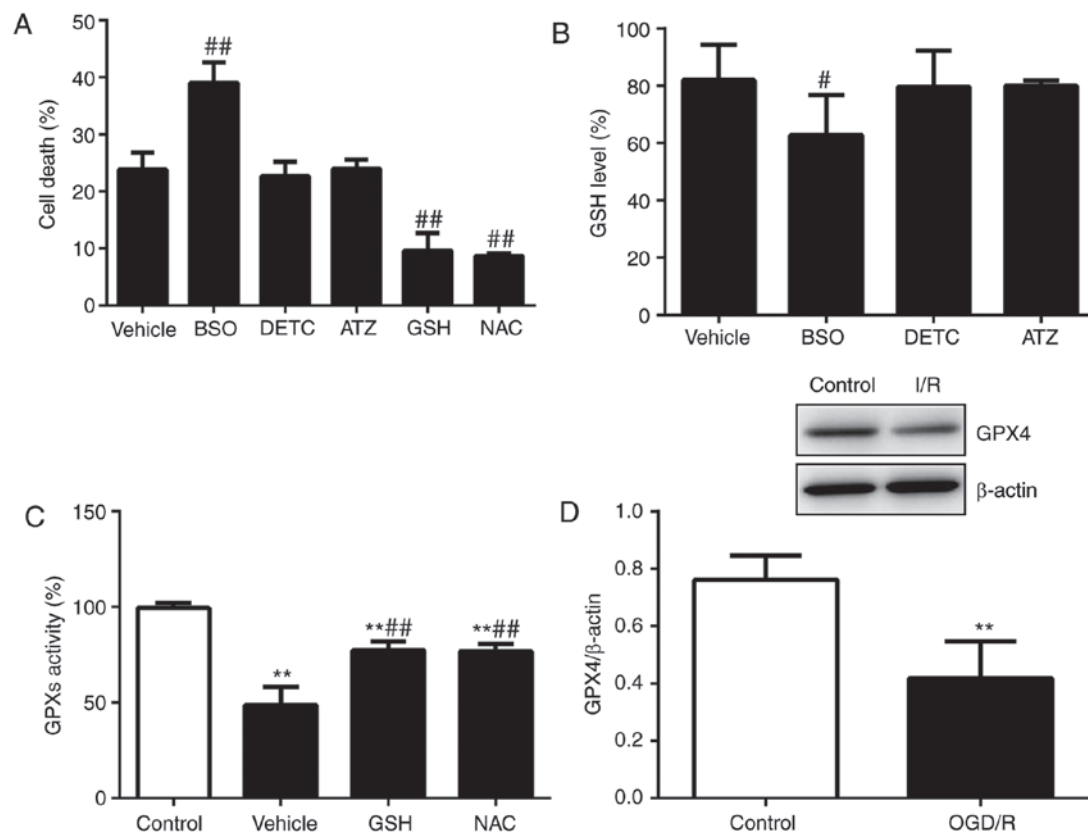 A
Cell death (%)
50
40
30
20
10
0
##
##
##
Vehicle BSO DETC ATZ GSH NAC
B
GSH level (%)
100
80
60
40
20
0
#
Vehicle BSO DETC ATZ
C
GPXs activity (%)
150
100
50
0
**
**##
**##
Control Vehicle GSH NAC
Control I/R
GPX4
β-actin
D
GPX4/β-actin
1.0
0.8
0.6
0.4
0.2
0.0
**
Control OGD/R